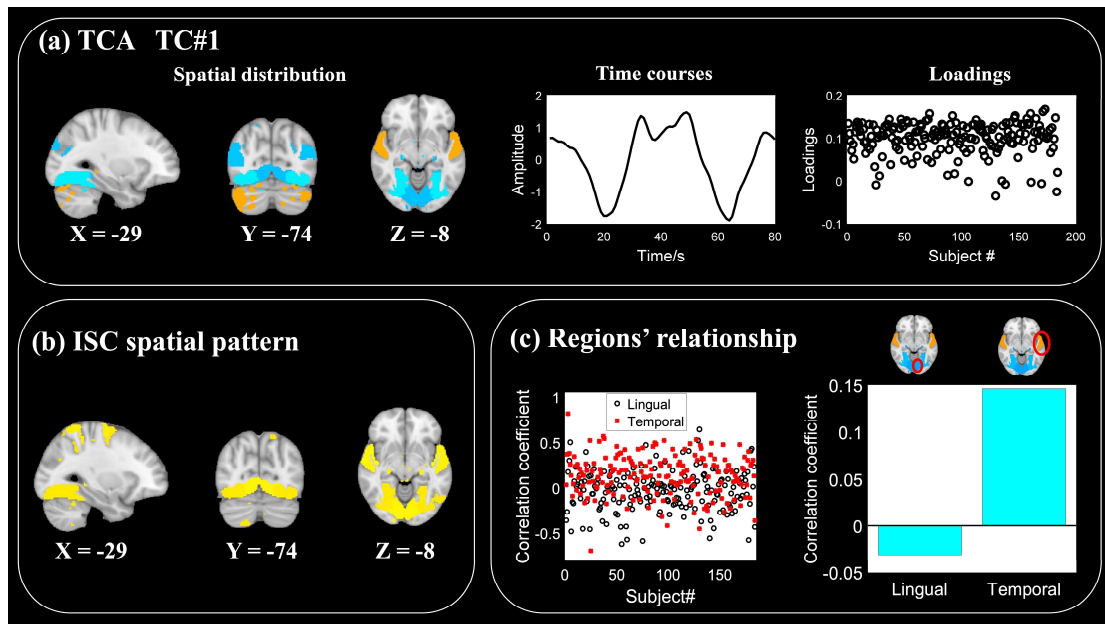 (a) TCA TC#1
Spatial distribution
Time courses
Loadings
X = -29
Y = -74
Z = -8
Amplitude
2
1
0
-1
-2
0
20
40
60
80
Time/s
Loadings
0.2
0.1
0
-0.1
0
50
100
150
200
Subject #
(b) ISC spatial pattern
X = -29
Y = -74
Z = -8
(c) Regions' relationship
Correlation coefficient
1
0.5
0
-0.5
Lingual
Temporal
0
50
100
150
Subject#
Correlation coefficient
0.15
0.1
0.05
0
-0.05
Lingual
Temporal